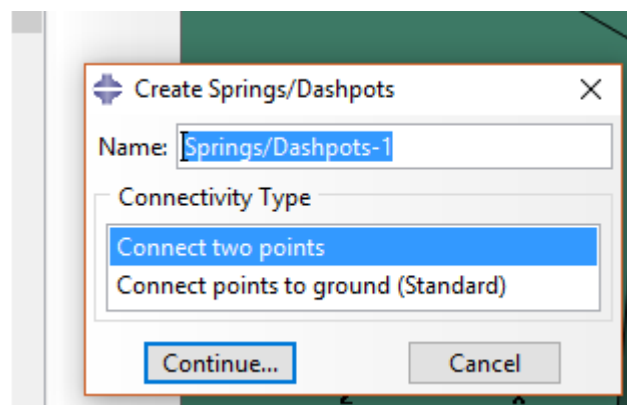 Create Springs/Dashpots
Name: Springs/Dashpots-1
Connectivity Type
Connect two points
Connect points to ground (Standard)
Continue... Cancel